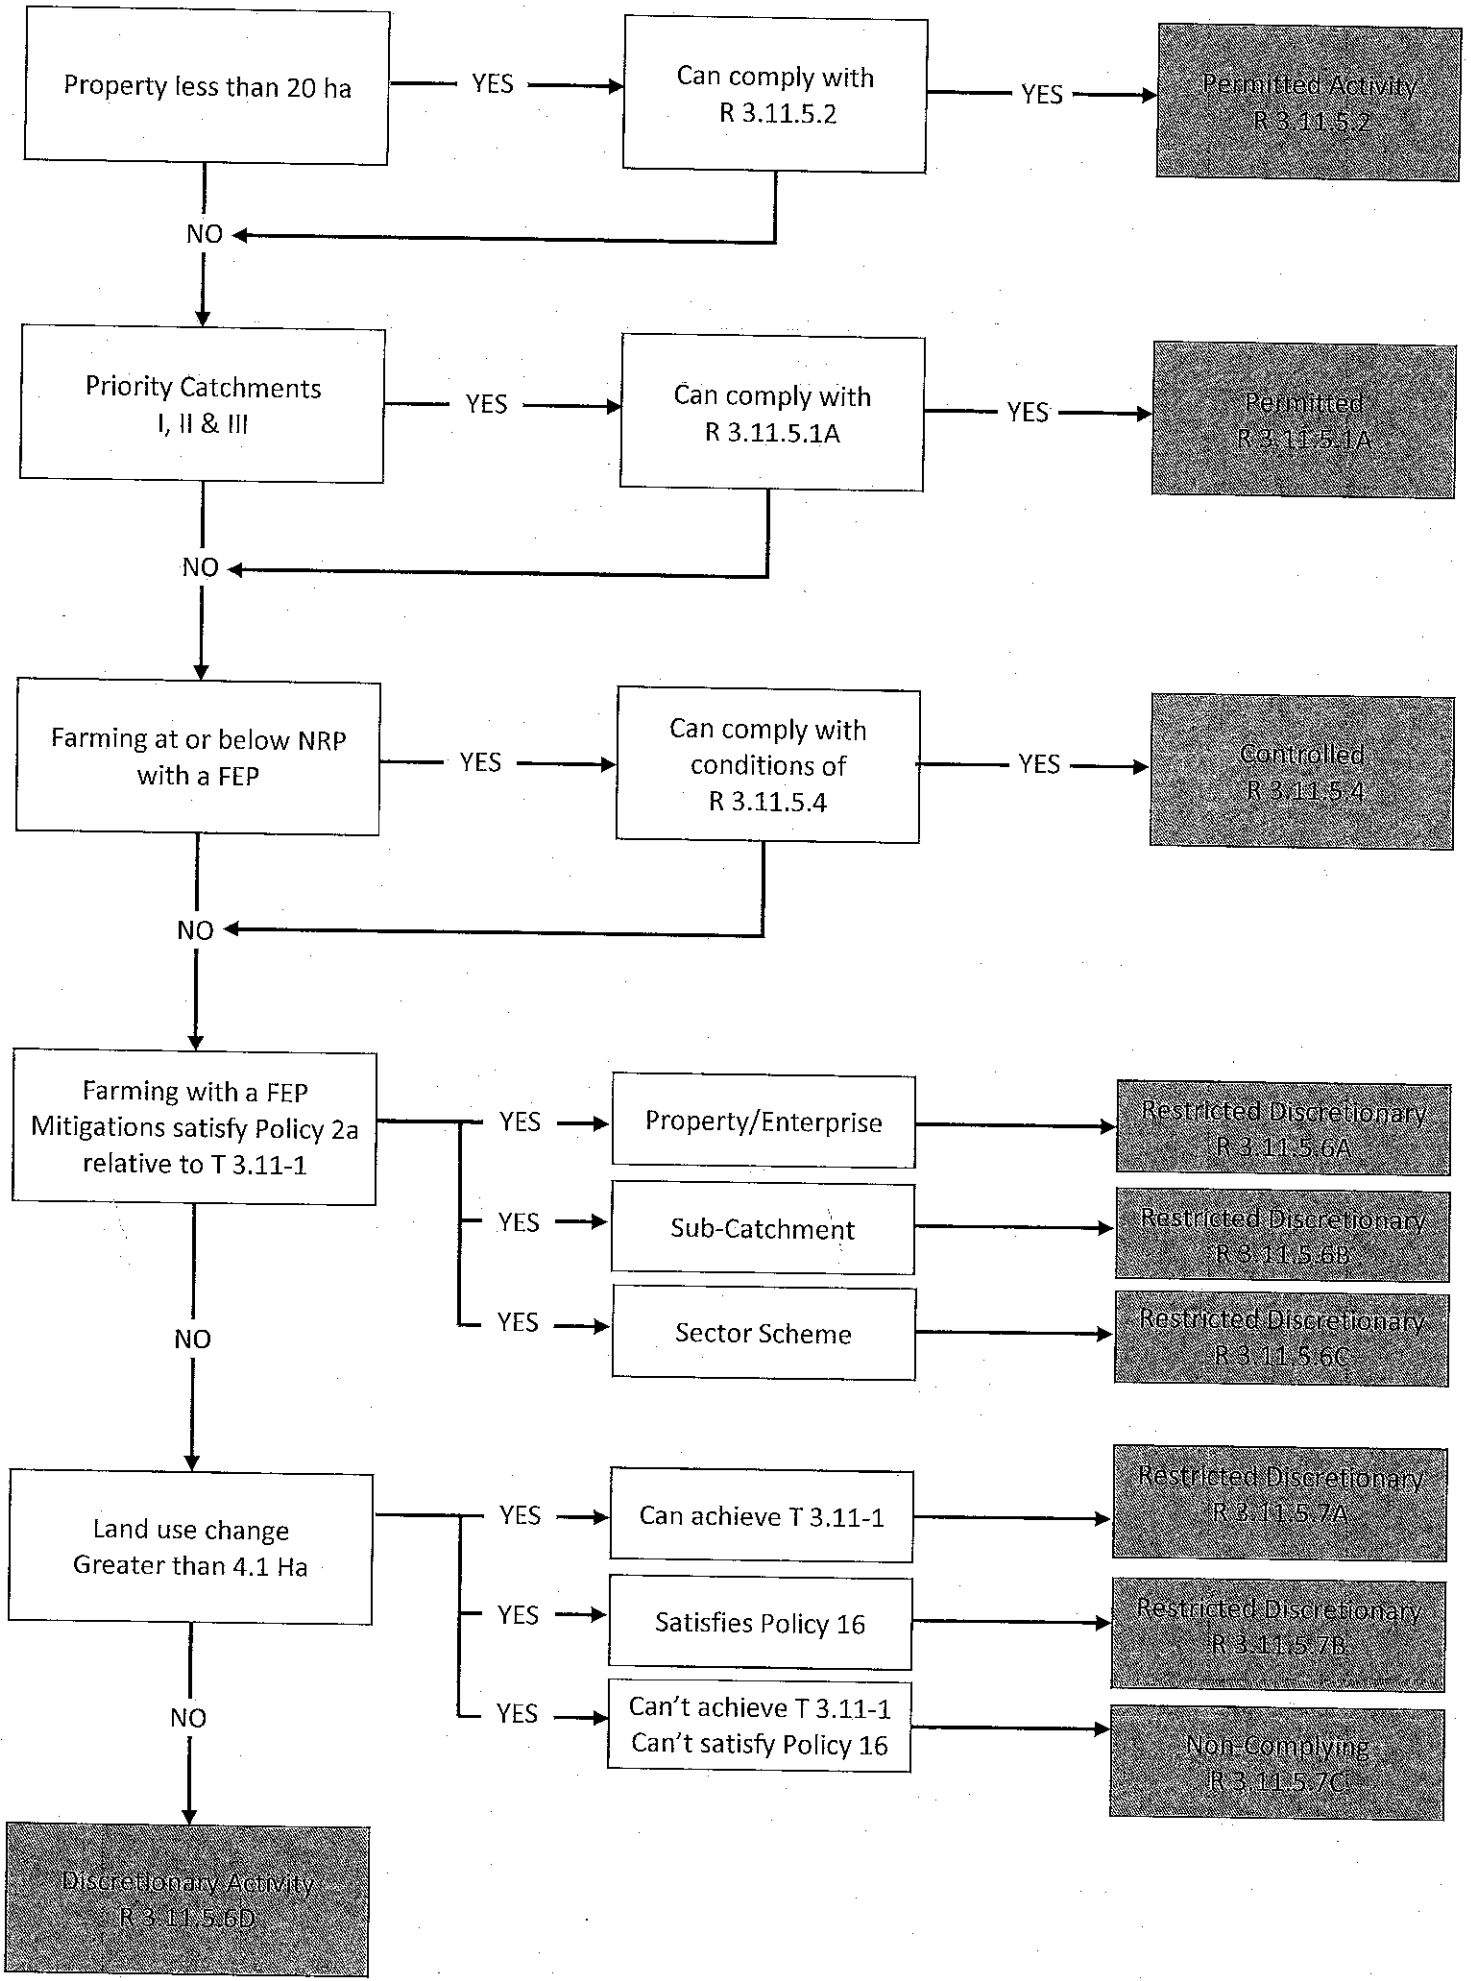 Property less than 20 ha
YES
Can comply with
R 3.11.5.2
YES
Permitted Activity
R 3.11.5.2
NO
Priority Catchments
I, II & III
YES
Can comply with
R 3.11.5.1A
YES
Permitted
R 3.11.5.1A
NO
Farming at or below NRP
with a FEP
YES
Can comply with
conditions of
R 3.11.5.4
YES
Controlled
R 3.11.5.4
NO
Farming with a FEP
Mitigations satisfy Policy 2a
relative to T 3.11-1
YES
Property/Enterprise
Restricted Discretionary
R 3.11.5.6A
YES
Sub-Catchment
Restricted Discretionary
R 3.11.5.6B
YES
Sector Scheme
Restricted Discretionary
R 3.11.5.6C
NO
Land use change
Greater than 4.1 Ha
YES
Can achieve T 3.11-1
Restricted Discretionary
R 3.11.5.7A
YES
Satisfies Policy 16
Restricted Discretionary
R 3.11.5.7B
YES
Can't achieve T 3.11-1
Can't satisfy Policy 16
Non-Complying
R 3.11.5.7C
NO
Discretionary Activity
R 3.11.5.6D